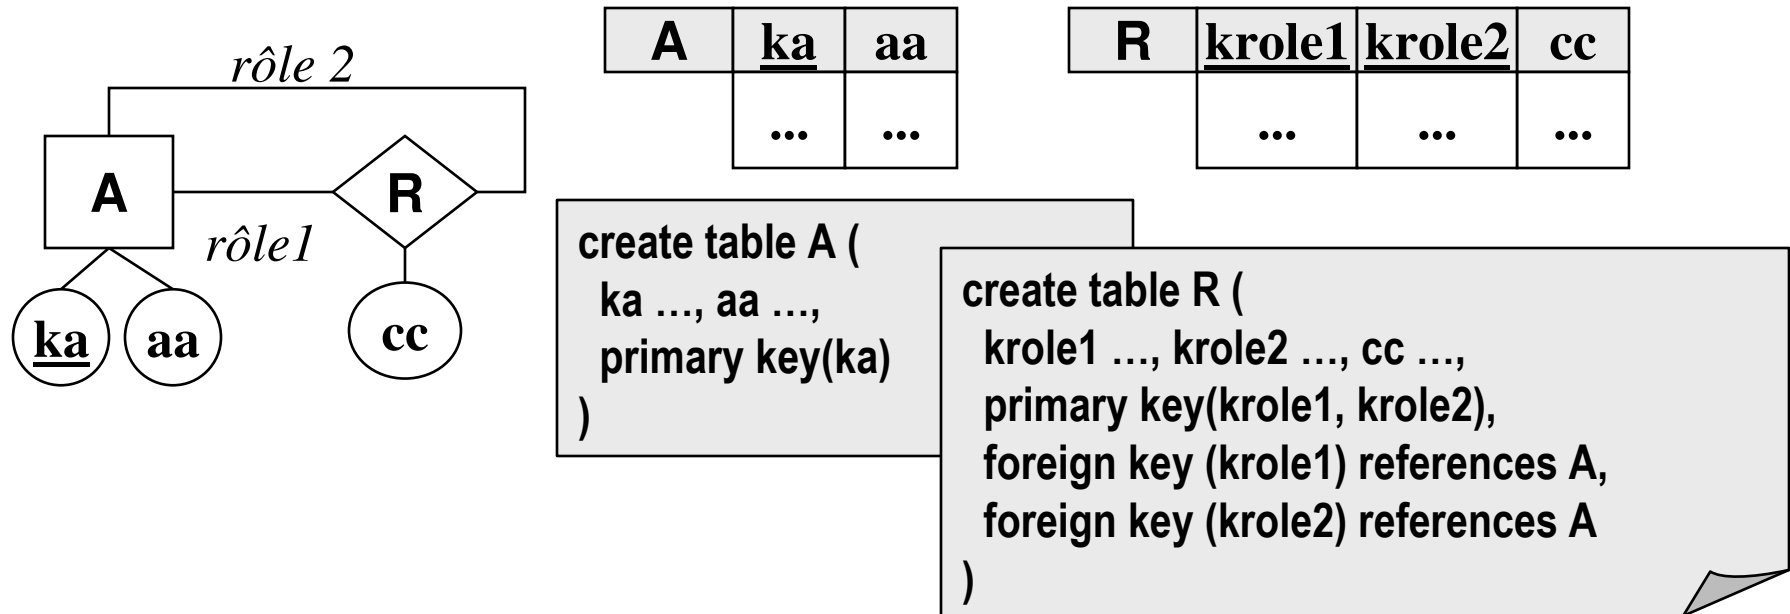 rôle 2
A
R
rôle1
ka
aa
cc
A ka aa
... ...
R krole1 krole2 cc
... ... ...
create table A (
ka …, aa …,
primary key(ka)
)
create table R (
krole1 …, krole2 …, cc …,
primary key(krole1, krole2),
foreign key (krole1) references A,
foreign key (krole2) references A
)